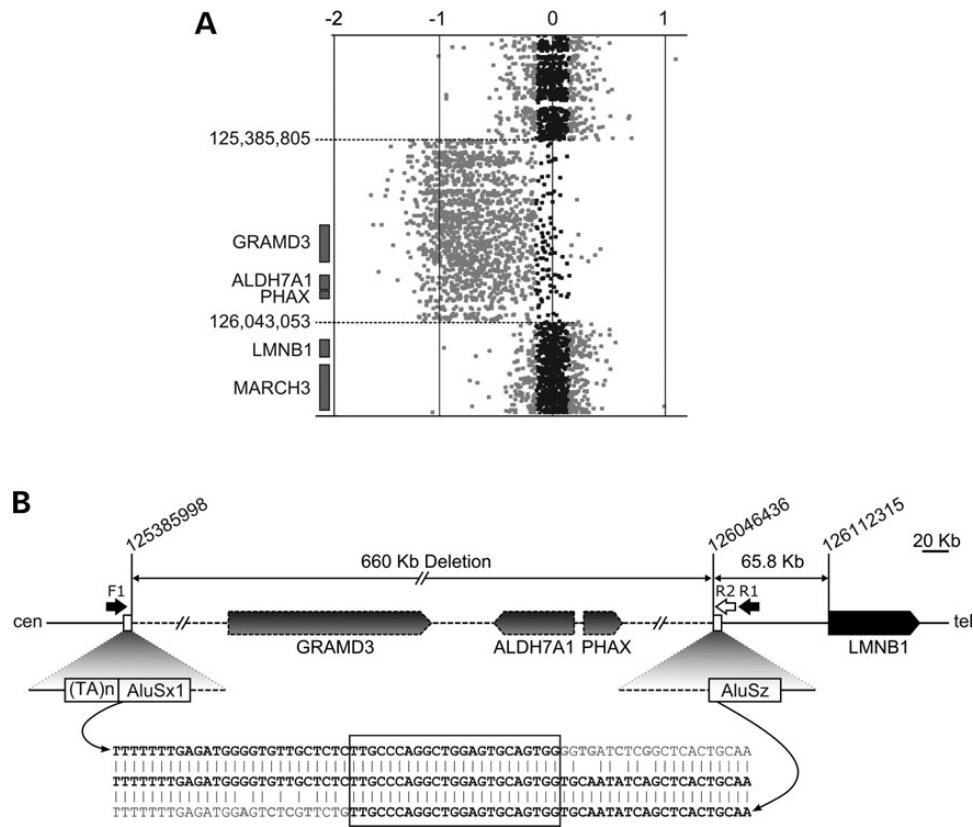 A
-2 -1 0 1
125,385,805
GRAMD3
ALDH7A1
PHAX
126,043,053
LMNB1
MARCH3
B
125385998 126046436 126112315
20 Kb
660 Kb Deletion 65.8 Kb
F1 R2 R1
cen tel
GRAMD3 ALDH7A1 PHAX LMNB1
(TA)n AluSx1 AluSz
TTTTTTTGAGATGGGGTGTTGCTCTCTTGCCCAGGCTGGAGTGCAGTGGGGTGATCTCGGCTCACTGCAA
TTTTTTTGAGATGGGGTGTTGCTCTCTTGCCCAGGCTGGAGTGCAGTGGTGCAATATCAGCTCACTGCAA
TTTTTTTGAGATGGAGTCTCGTTCTGTTGCCCAGGCTGGAGTGCAGTGGTGCAATATCAGCTCACTGCAA